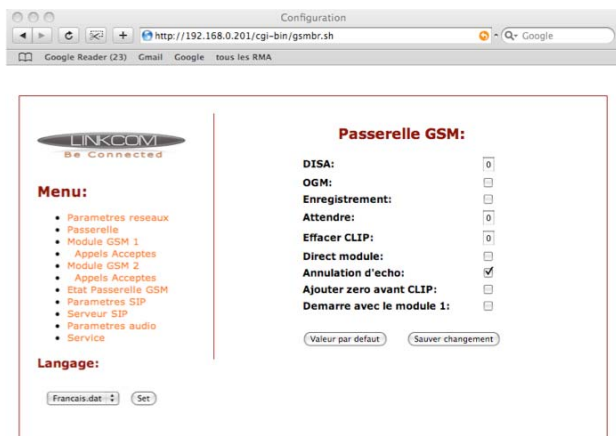 Configuration
http://192.168.0.201/cgi-bin/gsmbr.sh
Google
Google Reader (23) Gmail Google tous les RMA
LINKCOM
Be Connected
Menu:
Parametres reseaux
Passerelle
Module GSM 1
Appels Acceptes
Module GSM 2
Appels Acceptes
Etat Passerelle GSM
Parametres SIP
Serveur SIP
Parametres audio
Service
Langage:
Francais.dat Set
Passerelle GSM:
DISA: 0
OGM:
Enregistrement:
Attendre: 0
Effacer CLIP: 0
Direct module:
Annulation d'echo:
Ajouter zero avant CLIP:
Demarre avec le module 1:
Valeur par defaut Sauver changement